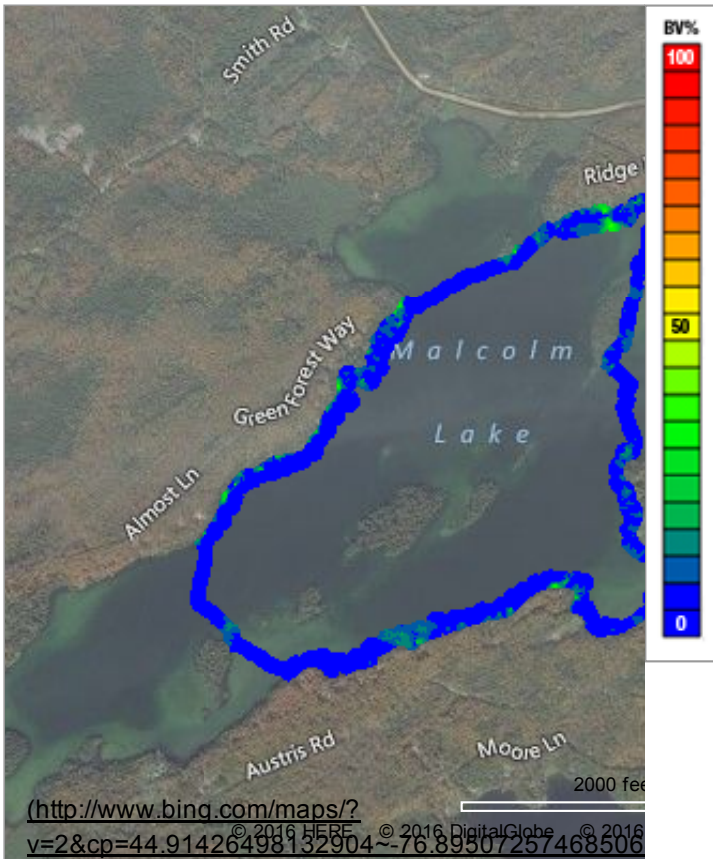 BV%
100
50
0
Smith Rd
Ridge
Malcolm
Lake
Green Forest Way
Almost Ln
Austris Rd
Moore Ln
2000 fee
(http://www.bing.com/maps/?
© 2016 HERE © 2016 DigitalGlobe © 2016
v=2&cp=44.91426498132904~-76.89507257468506